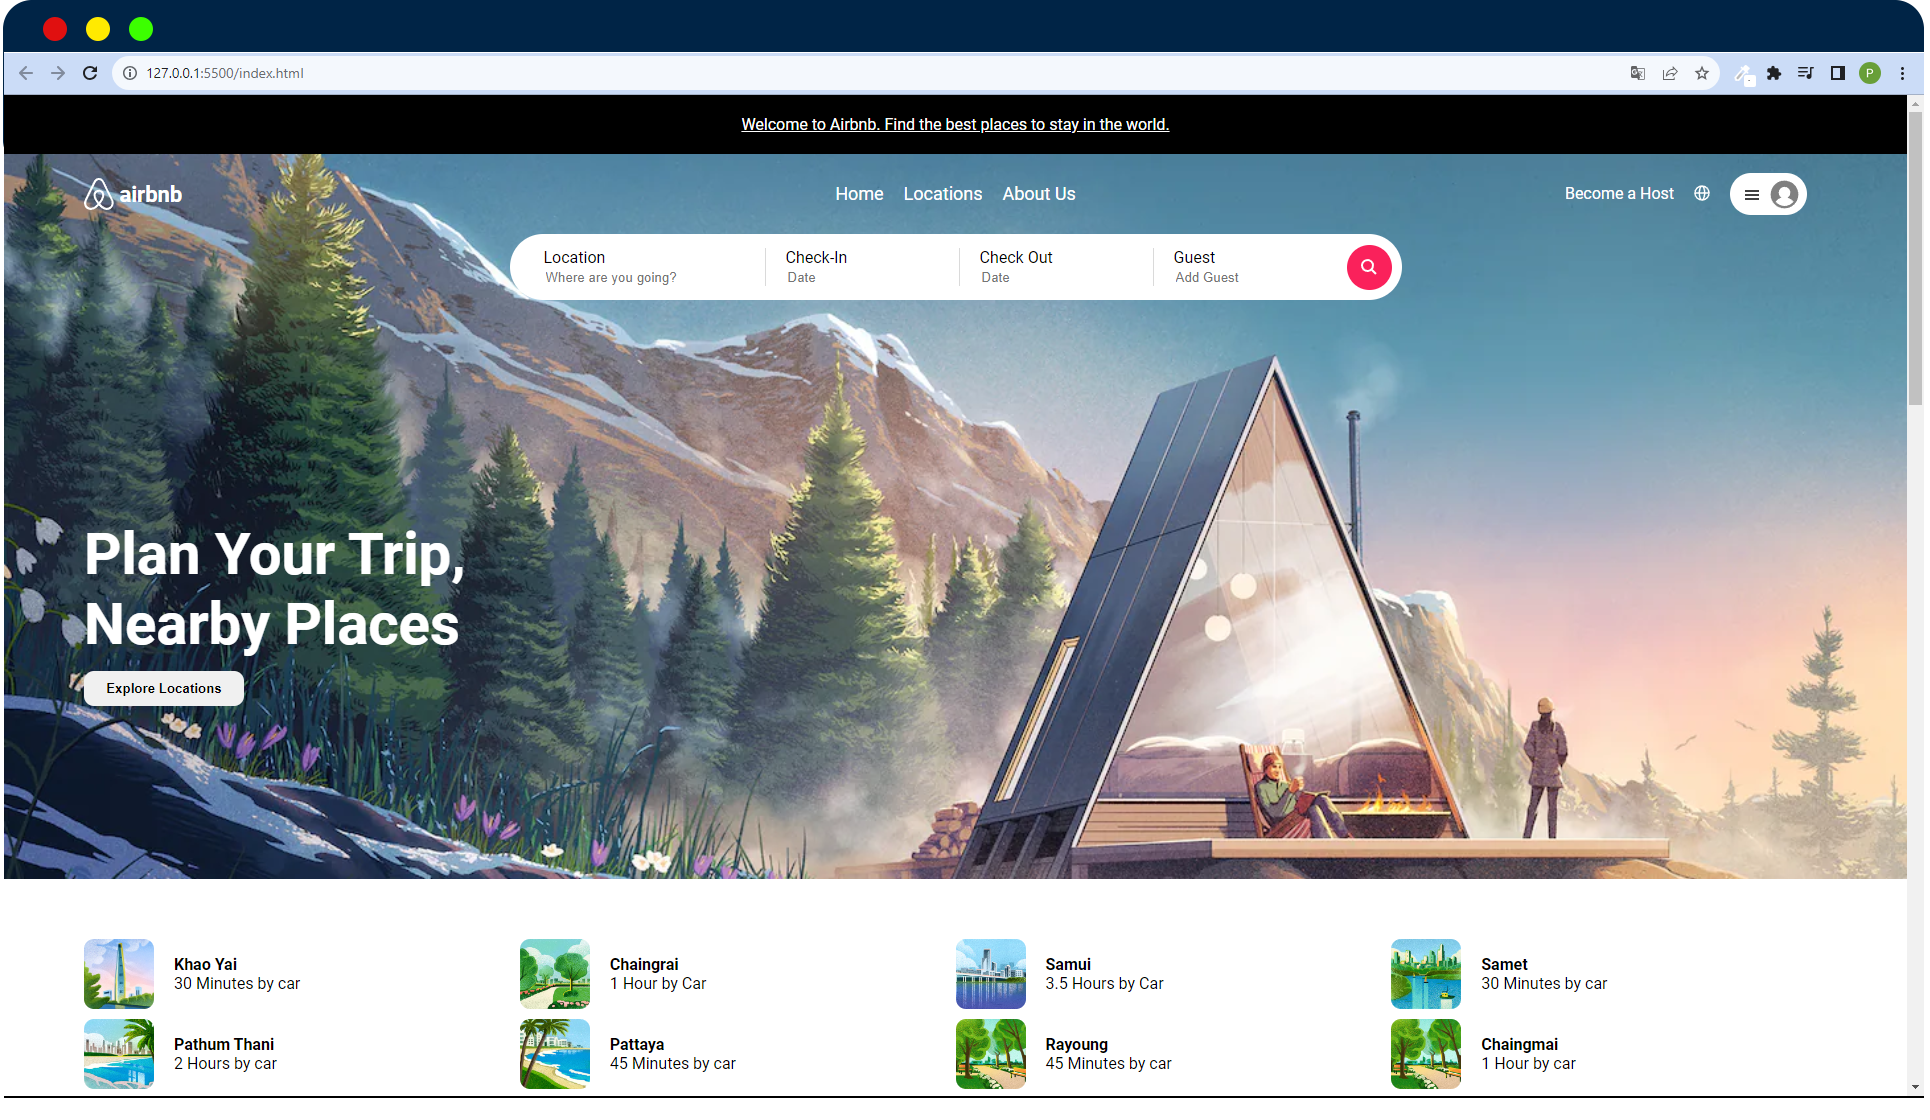 127.0.0.1:5500/index.html
P
Welcome to Airbnb. Find the best places to stay in the world.
airbnb
Home Locations About Us
Become a Host
Location Check-In Check Out Guest
Where are you going? Date Date Add Guest
Plan Your Trip,
Nearby Places
Explore Locations
Khao Yai Chaingrai Samui Samet
30 Minutes by car 1 Hour by Car 3.5 Hours by Car 30 Minutes by car
Pathum Thani Pattaya Rayoung Chaingmai
2 Hours by car 45 Minutes by car 45 Minutes by car 1 Hour by car